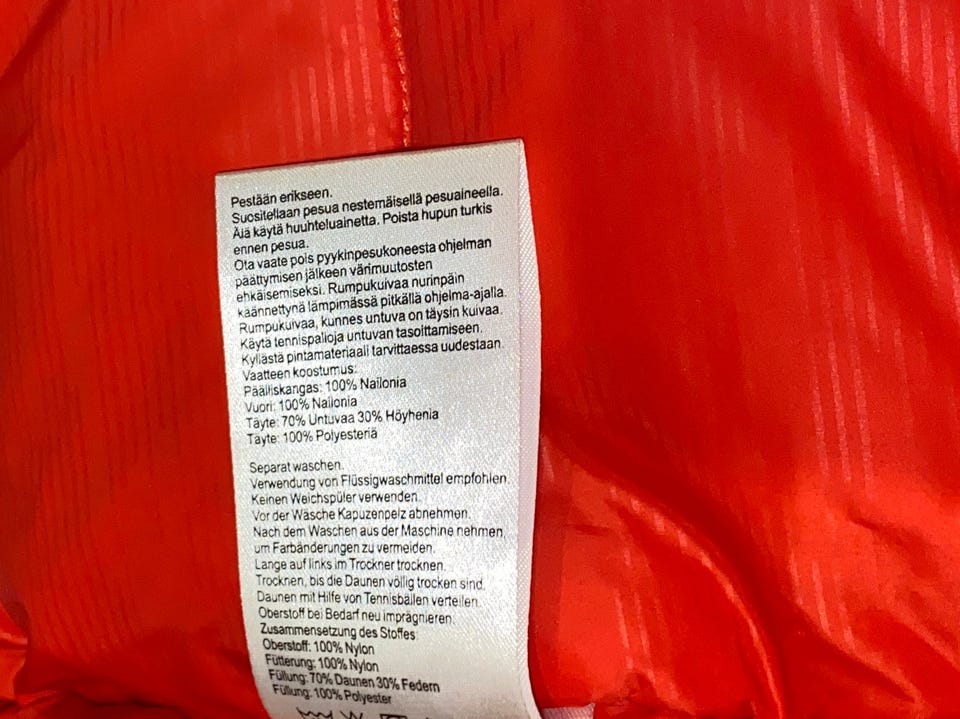 Pestään erikseen.
Suositellaan pesua nestemäisellä pesuaineella.
Älä käytä huuhteluainetta. Poista hupun turkis
ennen pesua.
Ota vaate pois pyykinpesukoneesta ohjelman
päättymisen jälkeen värimuutosten
ehkäisemiseksi. Rumpukuivaa nurinpäin
käännettynä lämpimässä pitkällä ohjelma-ajalla.
Rumpukuivaa, kunnes untuva on täysin kuivaa.
Käytä tennispalloja untuvan tasoittamiseen.
Kyllästä pintamateriaali tarvittaessa uudestaan.
Vaatteen koostumus:
Päälliskangas: 100% Nailonia
Vuori: 100% Nailonia
Täyte: 70% Untuvaa 30% Höyhenia
Täyte: 100% Polyesteriä
Separat waschen.
Verwendung von Flüssigwaschmittel empfohlen.
Keinen Weichspüler verwenden.
Vor der Wäsche Kapuzenpelz abnehmen.
Nach dem Waschen aus der Maschine nehmen,
um Farbänderungen zu vermeiden.
Lange auf links im Trockner trocknen.
Trocknen, bis die Daunen völlig trocken sind.
Daunen mit Hilfe von Tennisbällen verteilen.
Oberstoff bei Bedarf neu imprägnieren.
Zusammensetzung des Stoffes:
Oberstoff: 100% Nylon
Fütterung: 100% Nylon
Füllung: 70% Daunen 30% Federn
Füllung: 100% Polyester